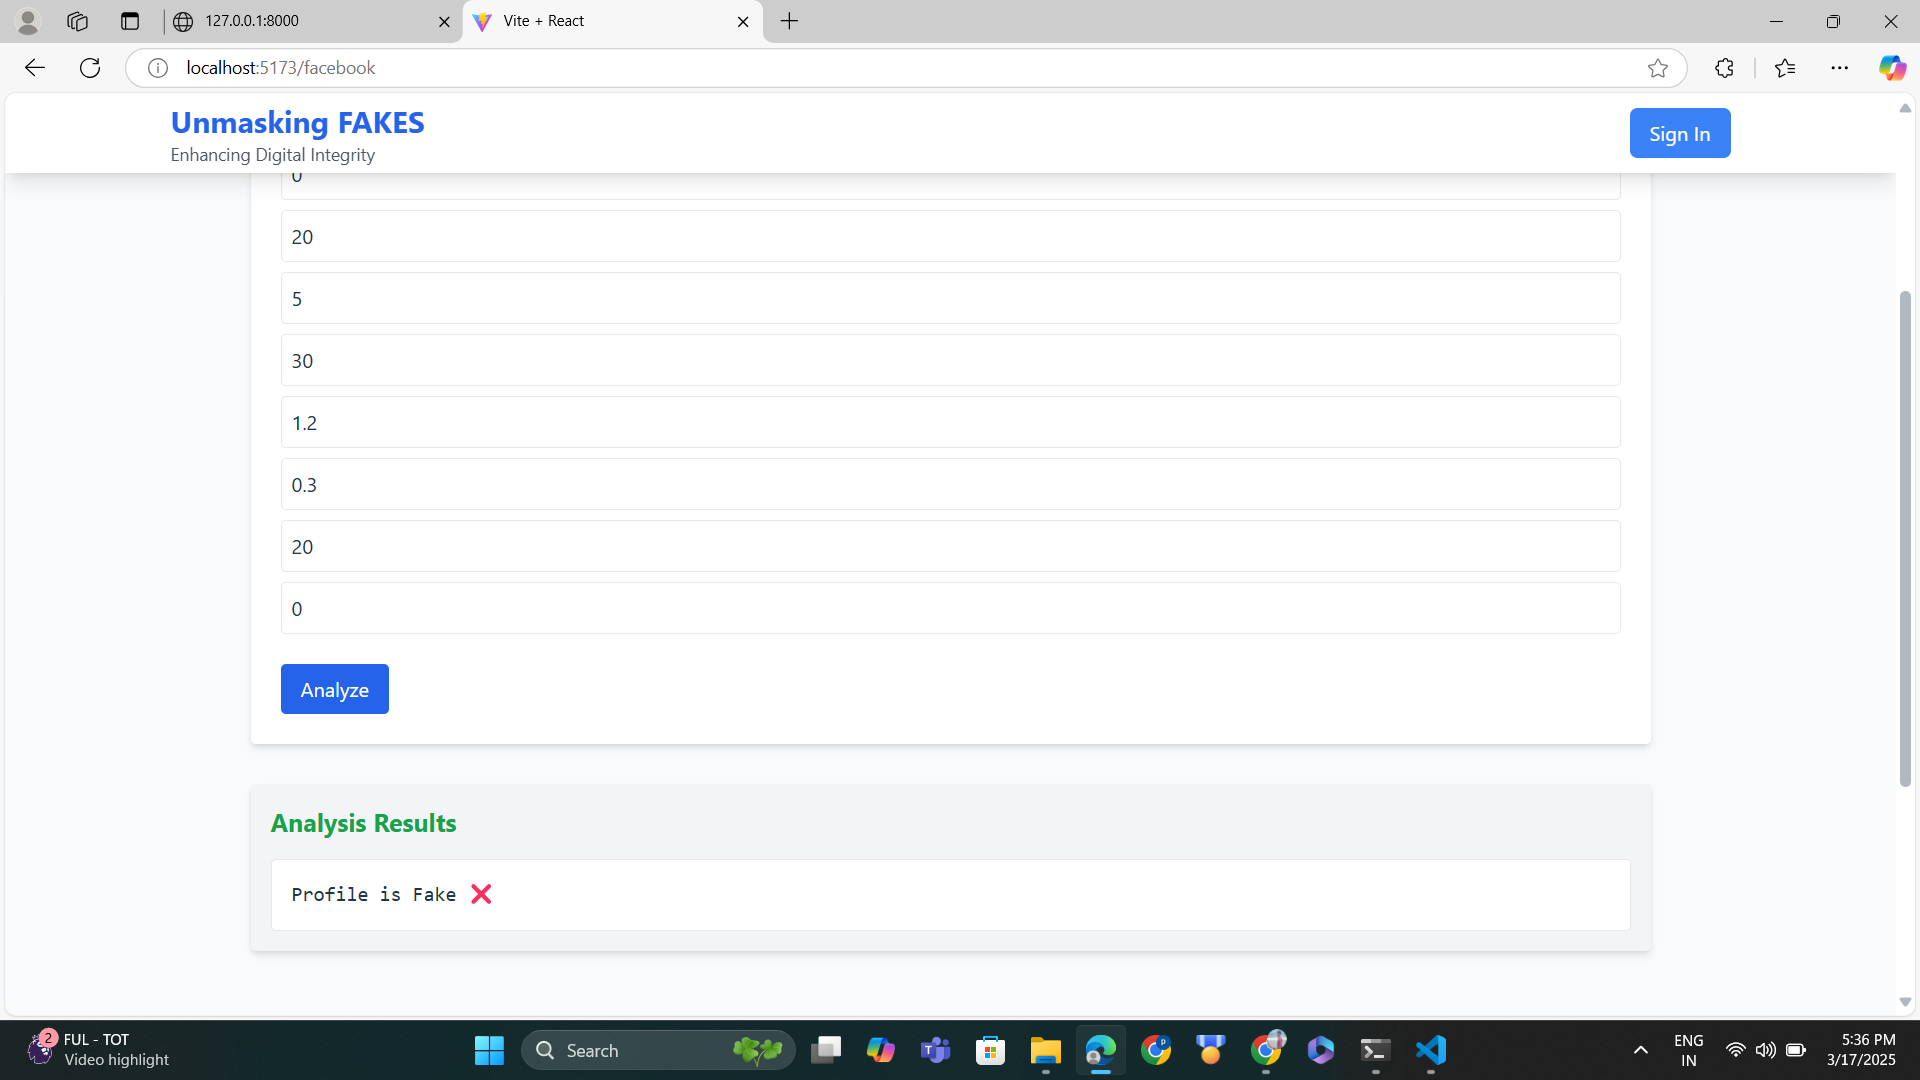 127.0.0.1:8000
Vite + React
localhost:5173/facebook
Unmasking FAKES
Enhancing Digital Integrity
Sign In
0
20
5
30
1.2
0.3
20
0
Analyze
Analysis Results
Profile is Fake ❌
2
FUL - TOT
Video highlight
Search
ENG
IN
5:36 PM
3/17/2025